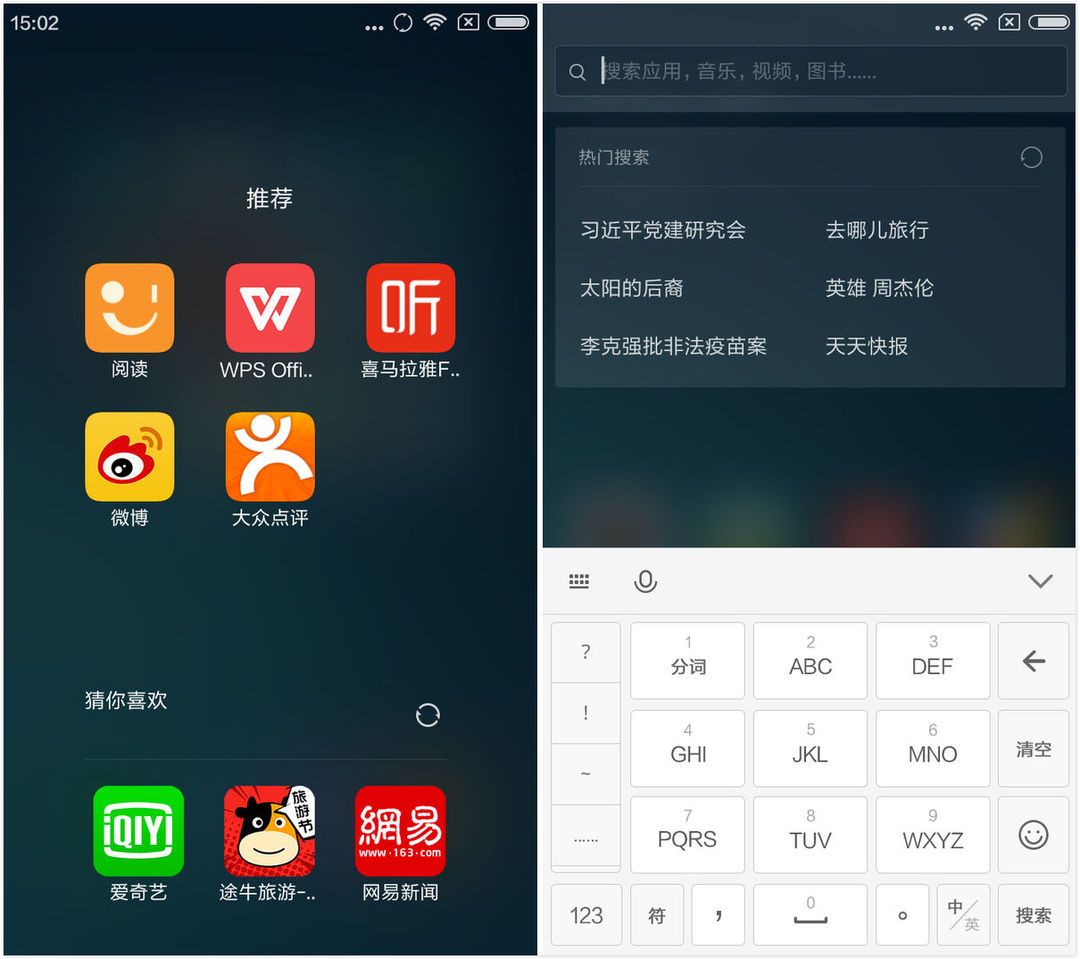 15:02
推荐
阅读
WPS Offi..
听
喜马拉雅F..
微博
大众点评
猜你喜欢
iQIYI
旅游节
網易
www·163·com
爱奇艺
途牛旅游-..
网易新闻
搜索应用，音乐，视频，图书......
热门搜索
习近平党建研究会
去哪儿旅行
太阳的后裔
英雄 周杰伦
李克强批非法疫苗案
天天快报
?
1
分词
2
ABC
3
DEF
!
4
GHI
5
JKL
6
MNO
清空
~
7
PQRS
8
TUV
9
WXYZ
......
123
符
，
0
。
中/英
搜索